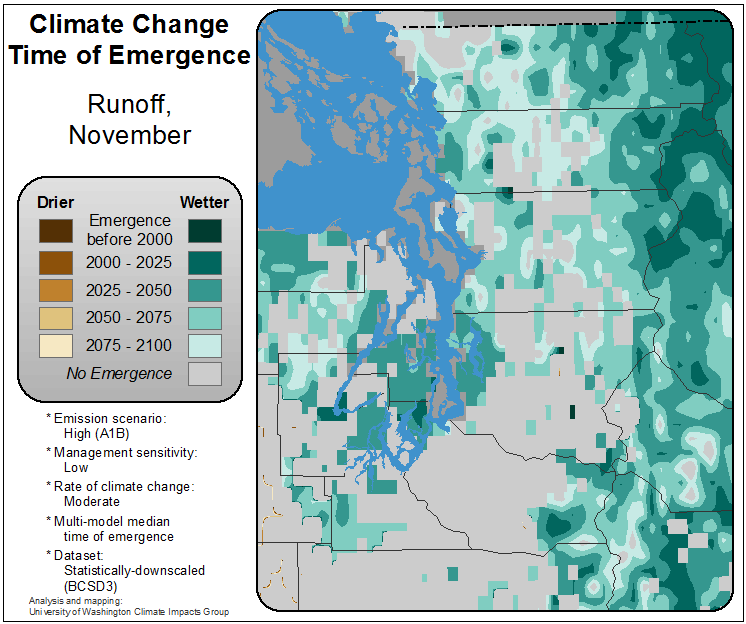 Climate Change
Time of Emergence
Runoff,
November
Drier
Wetter
Emergence
before 2000
2000 - 2025
2025 - 2050
2050 - 2075
2075 - 2100
No Emergence
* Emission scenario:
High (A1B)
* Management sensitivity:
Low
* Rate of climate change:
Moderate
* Multi-model median
time of emergence
* Dataset:
Statistically-downscaled
(BCSD3)
Analysis and mapping:
University of Washington Climate Impacts Group